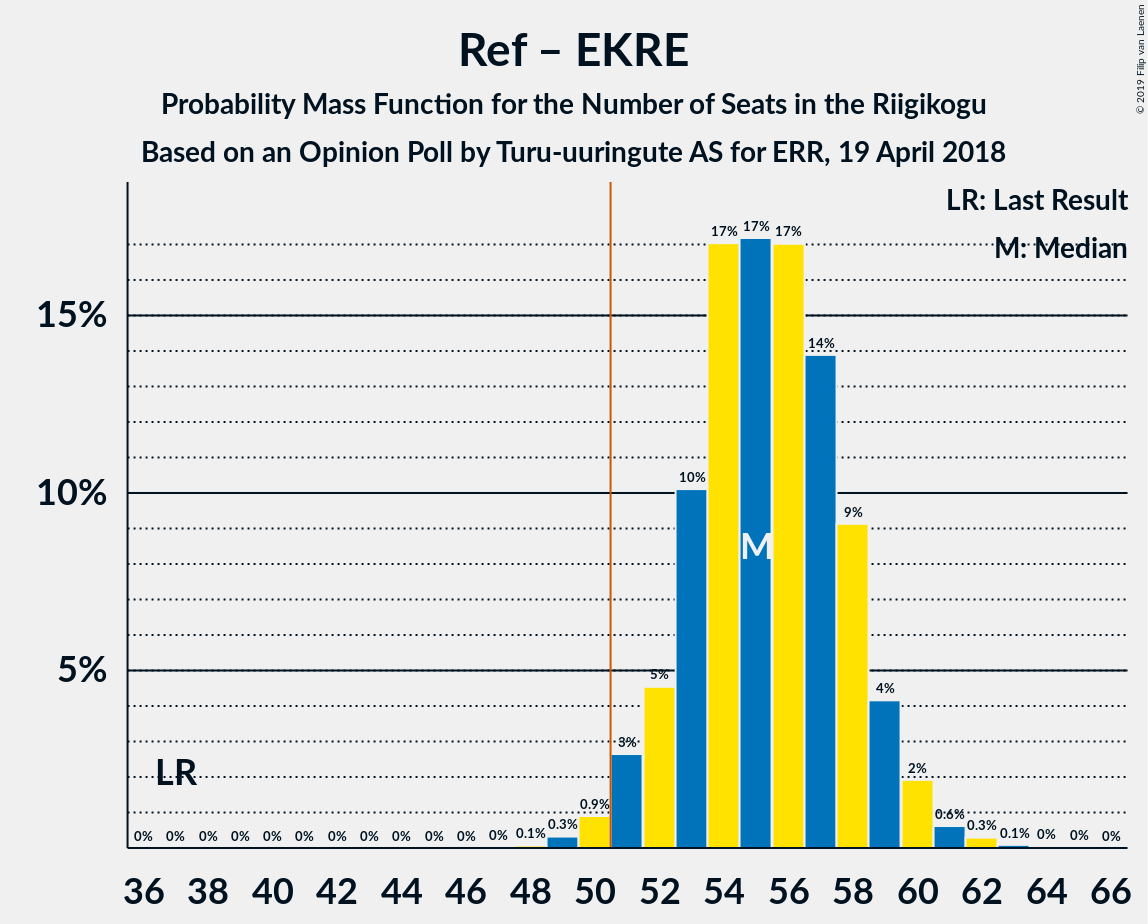 Ref – EKRE
Probability Mass Function for the Number of Seats in the Riigikogu
Based on an Opinion Poll by Turu-uuringute AS for ERR, 19 April 2018
© 2019 Filip van Laenen
LR: Last Result
M: Median
15%
10%
5%
LR
M
0% 0% 0% 0% 0% 0% 0% 0% 0% 0% 0% 0% 0.1% 0.3% 0.9% 3% 5% 10% 17% 17% 17% 14% 9% 4% 2% 0.6% 0.3% 0.1% 0% 0% 0%
36 38 40 42 44 46 48 50 52 54 56 58 60 62 64 66